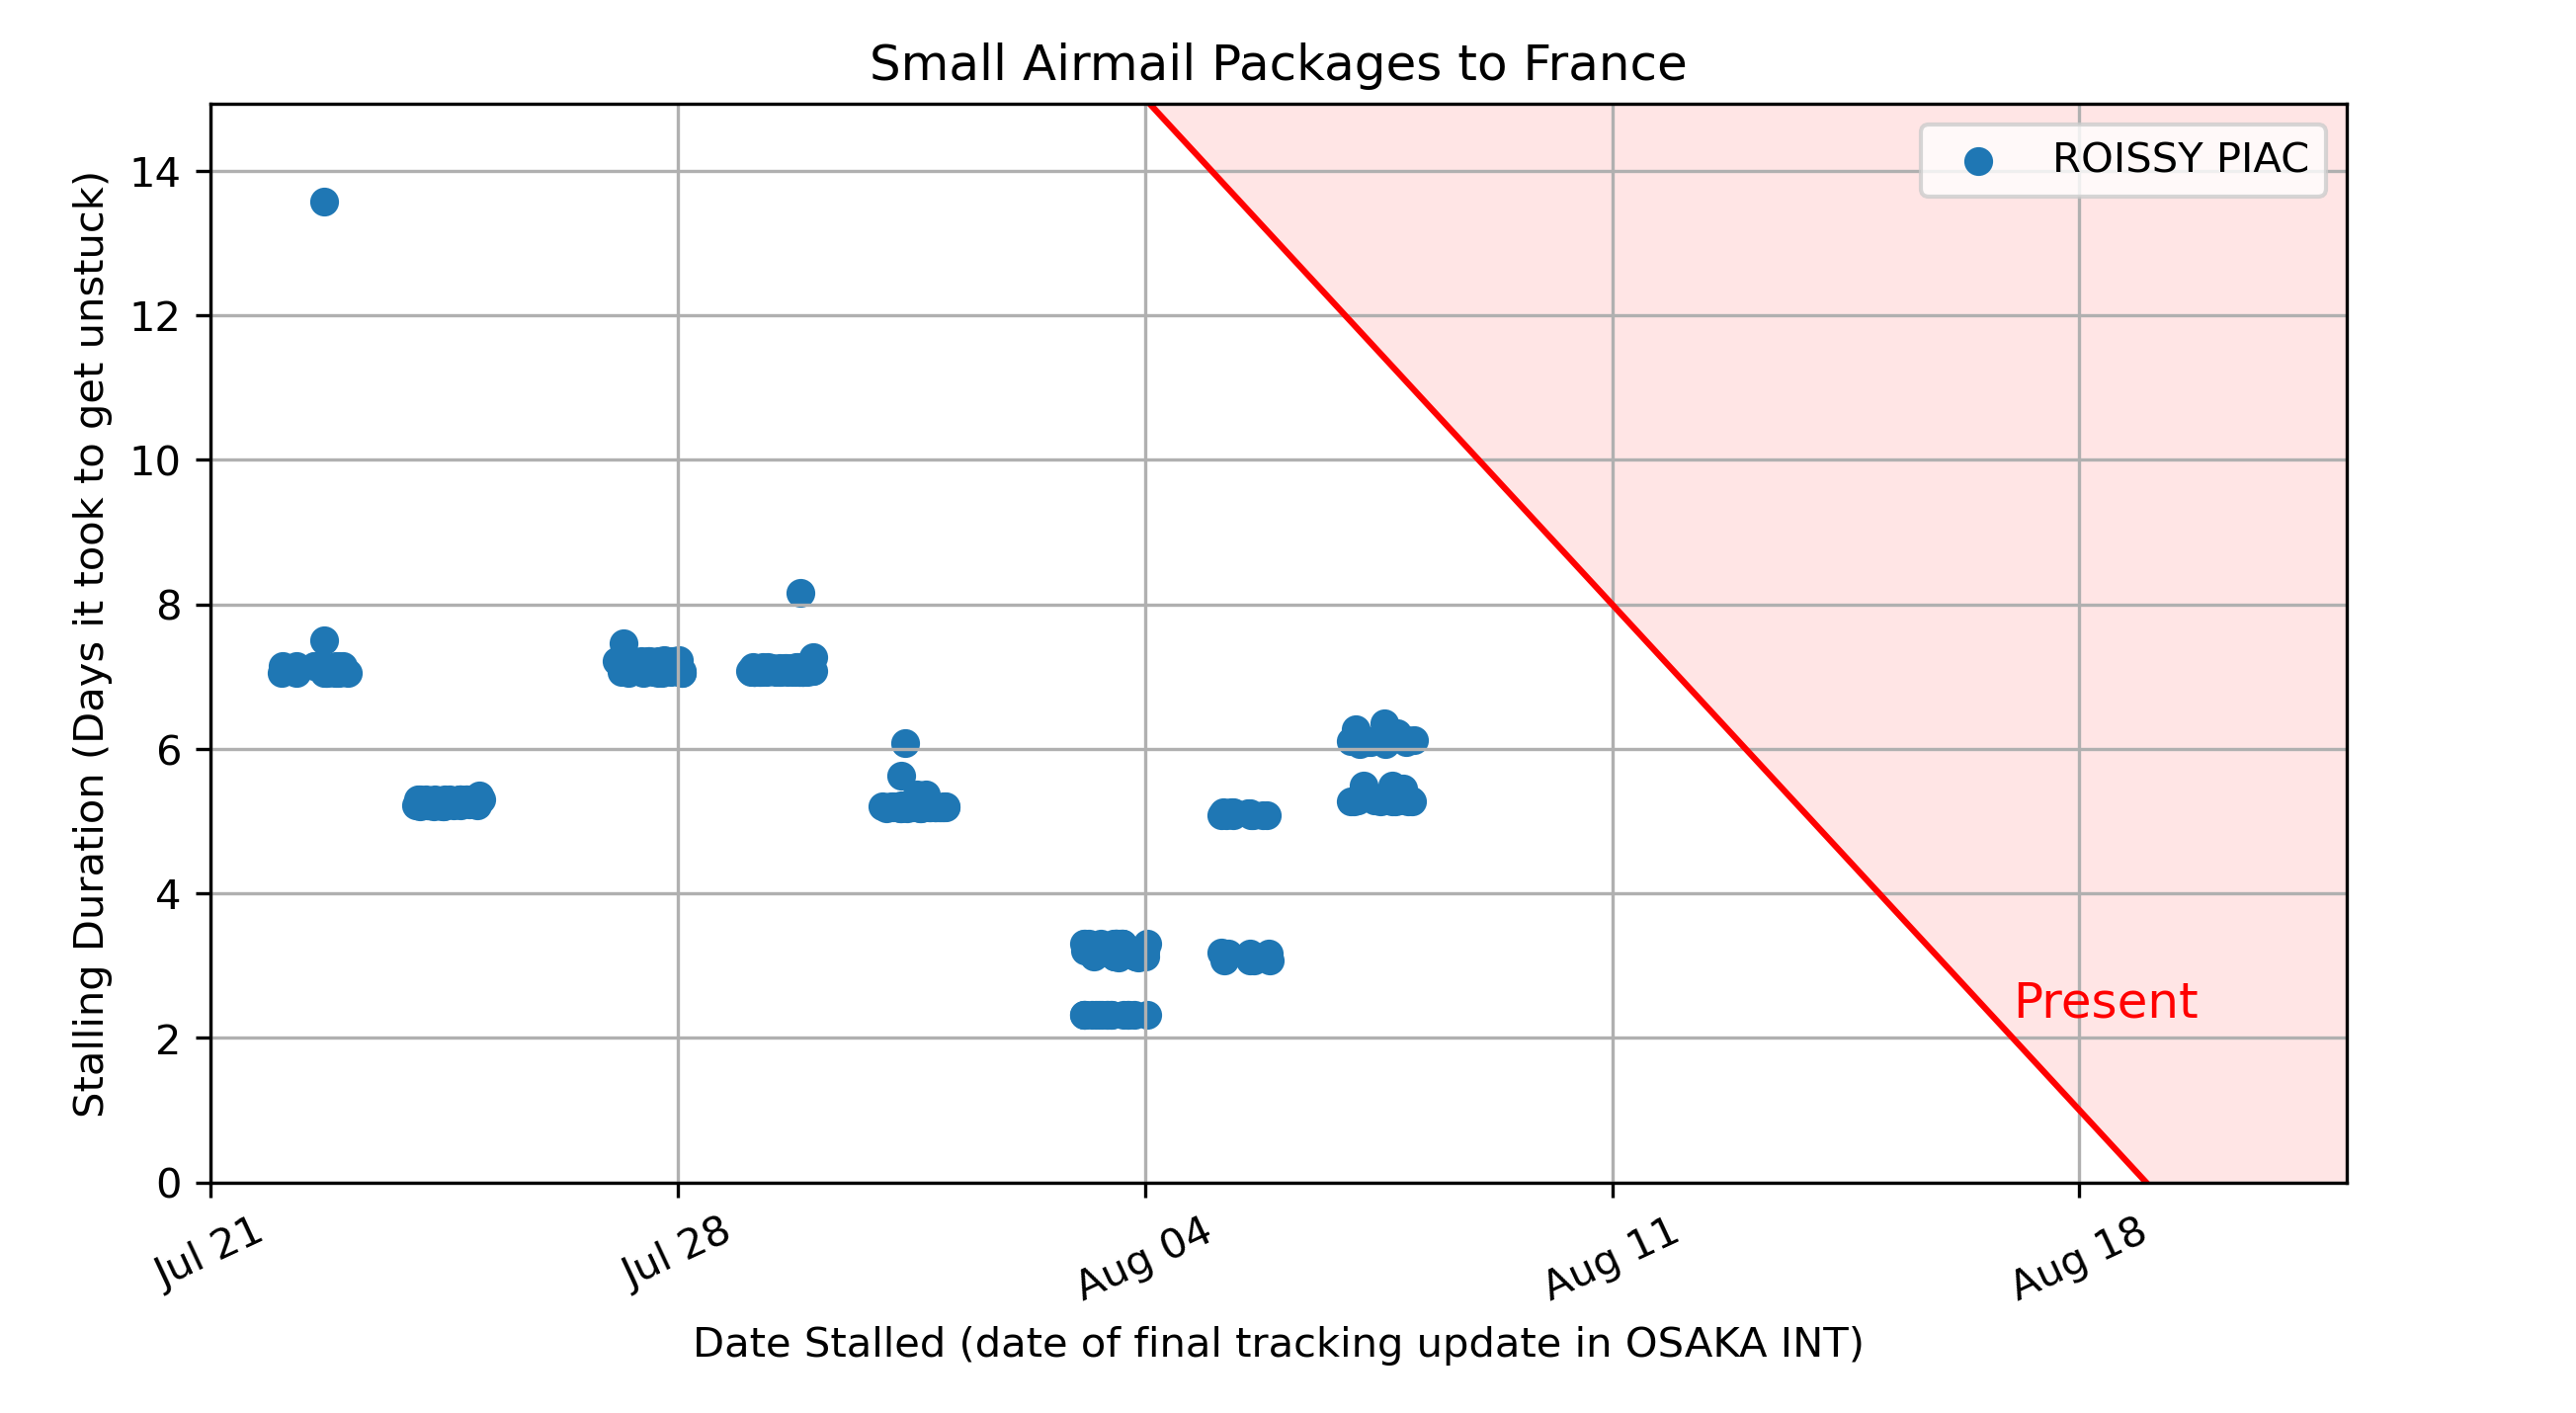 Small Airmail Packages to France
Stalling Duration (Days it took to get unstuck)
14
12
10
8
6
4
2
0
ROISSY PIAC
Present
Jul 21
Jul 28
Aug 04
Aug 11
Aug 18
Date Stalled (date of final tracking update in OSAKA INT)